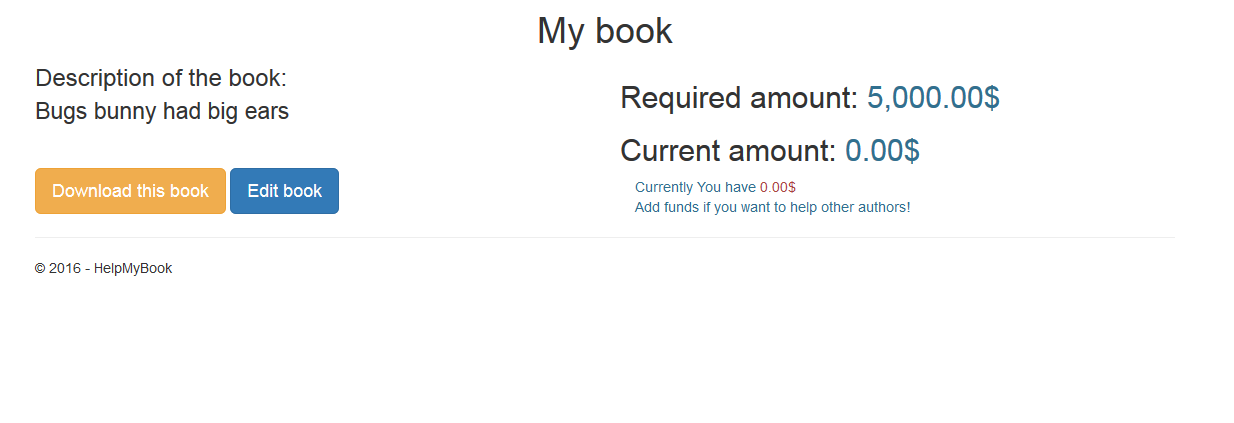 My book
Description of the book:
Bugs bunny had big ears
Download this book
Edit book
Required amount: 5,000.00$
Current amount: 0.00$
Currently You have 0.00$
Add funds if you want to help other authors!
© 2016 - HelpMyBook